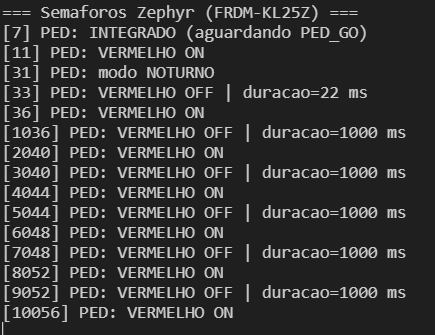 === Semaforos Zephyr (FRDM-KL25Z) ===
[7] PED: INTEGRADO (aguardando PED_GO)
[11] PED: VERMELHO ON
[31] PED: modo NOTURNO
[33] PED: VERMELHO OFF | duracao=22 ms
[36] PED: VERMELHO ON
[1036] PED: VERMELHO OFF | duracao=1000 ms
[2040] PED: VERMELHO ON
[3040] PED: VERMELHO OFF | duracao=1000 ms
[4044] PED: VERMELHO ON
[5044] PED: VERMELHO OFF | duracao=1000 ms
[6048] PED: VERMELHO ON
[7048] PED: VERMELHO OFF | duracao=1000 ms
[8052] PED: VERMELHO ON
[9052] PED: VERMELHO OFF | duracao=1000 ms
[10056] PED: VERMELHO ON